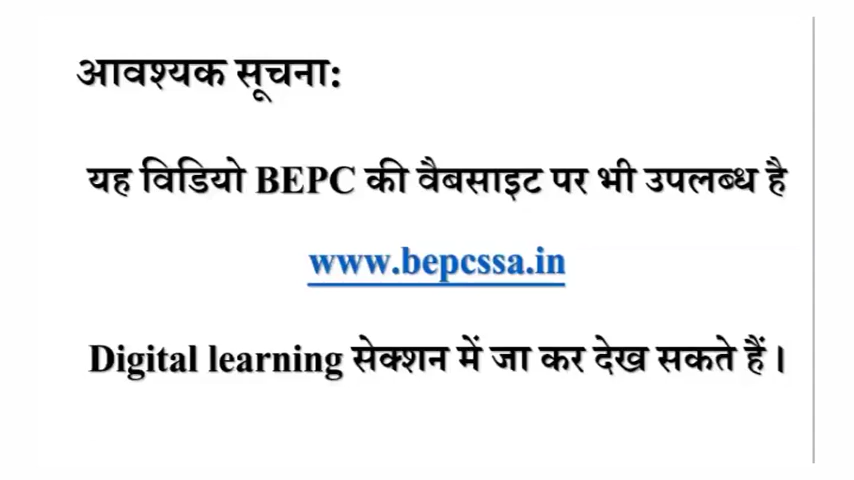 आवश्यक सूचना:
यह विडियो BEPC की वैबसाइट पर भी उपलब्ध है
www.bepcssa.in
Digital learning सेक्शन में जा कर देख सकते हैं।